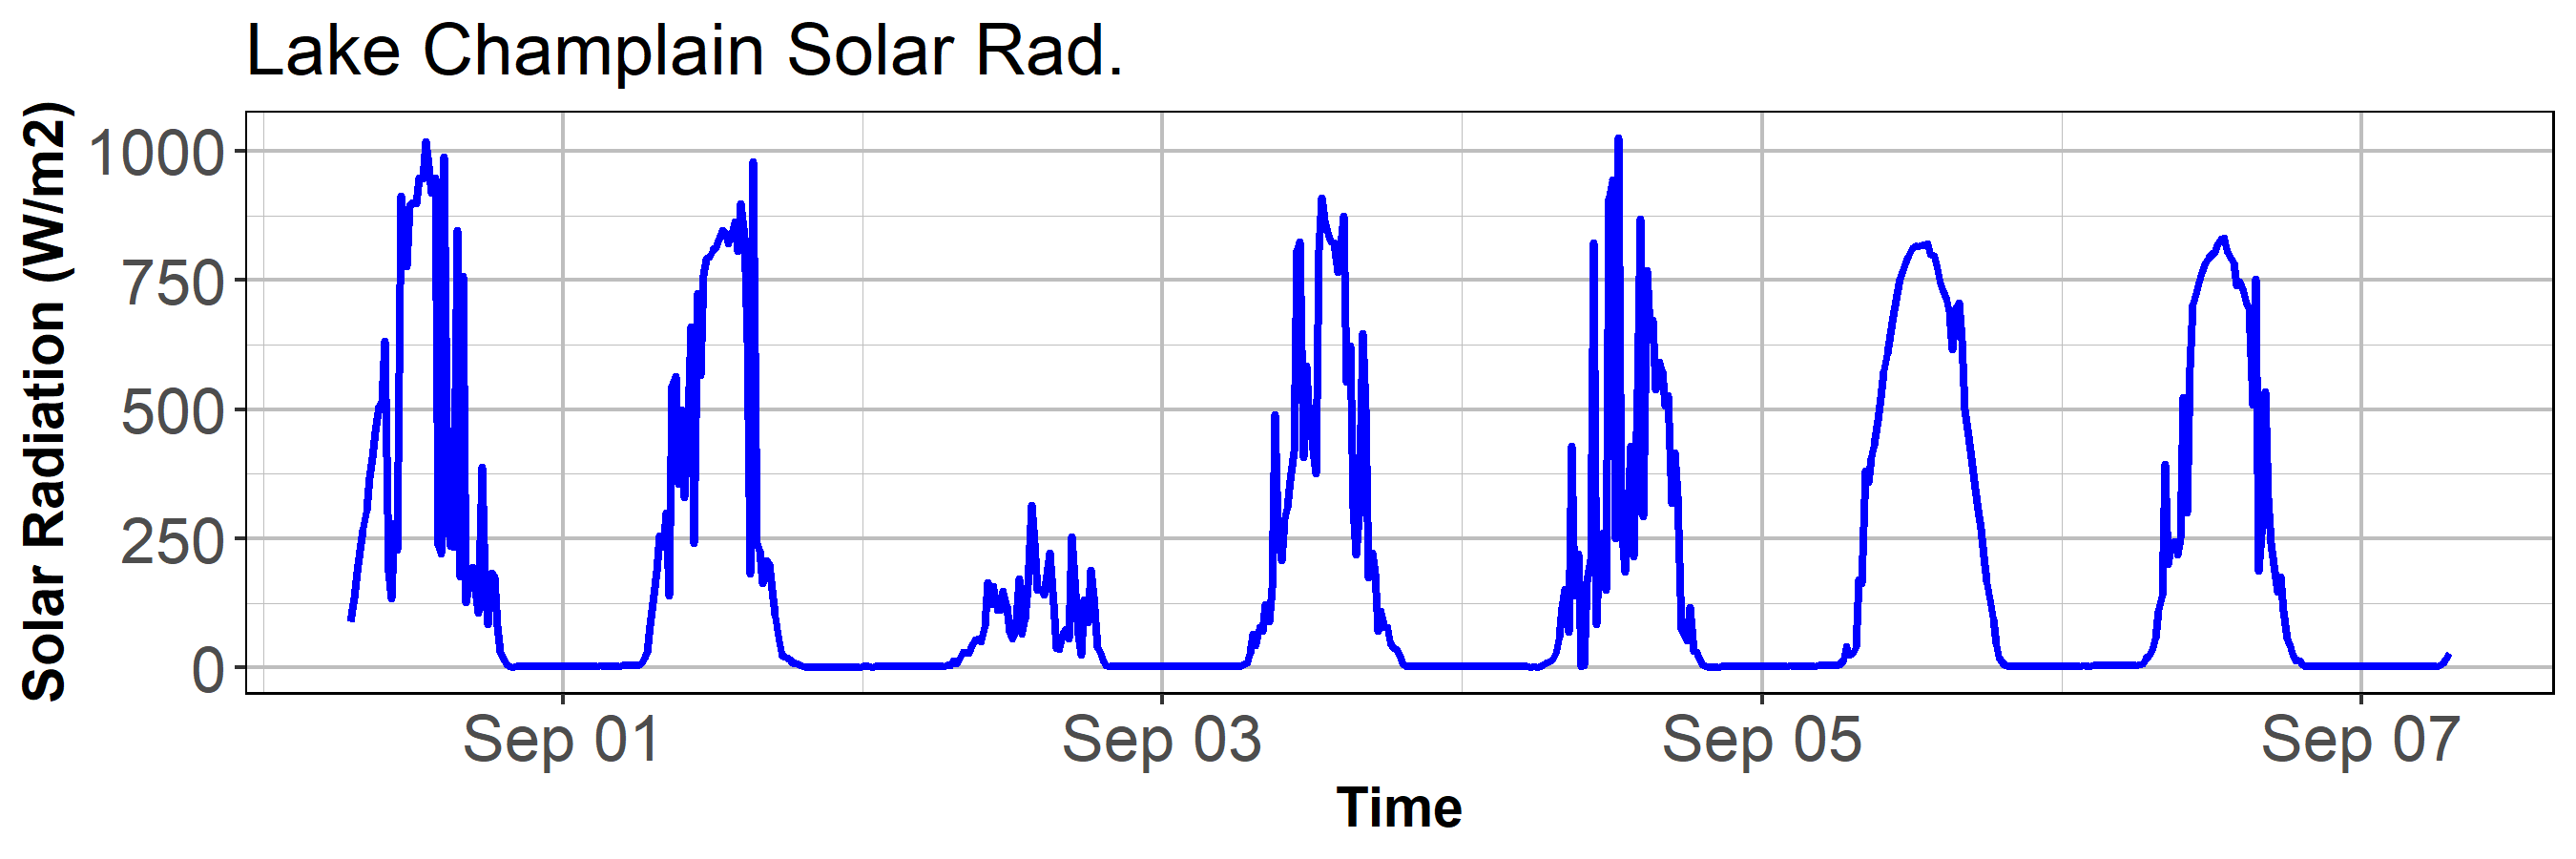 Lake Champlain Solar Rad.
Solar Radiation (W/m2)
1000
750
500
250
0
Sep 01 Sep 03 Sep 05 Sep 07
Time